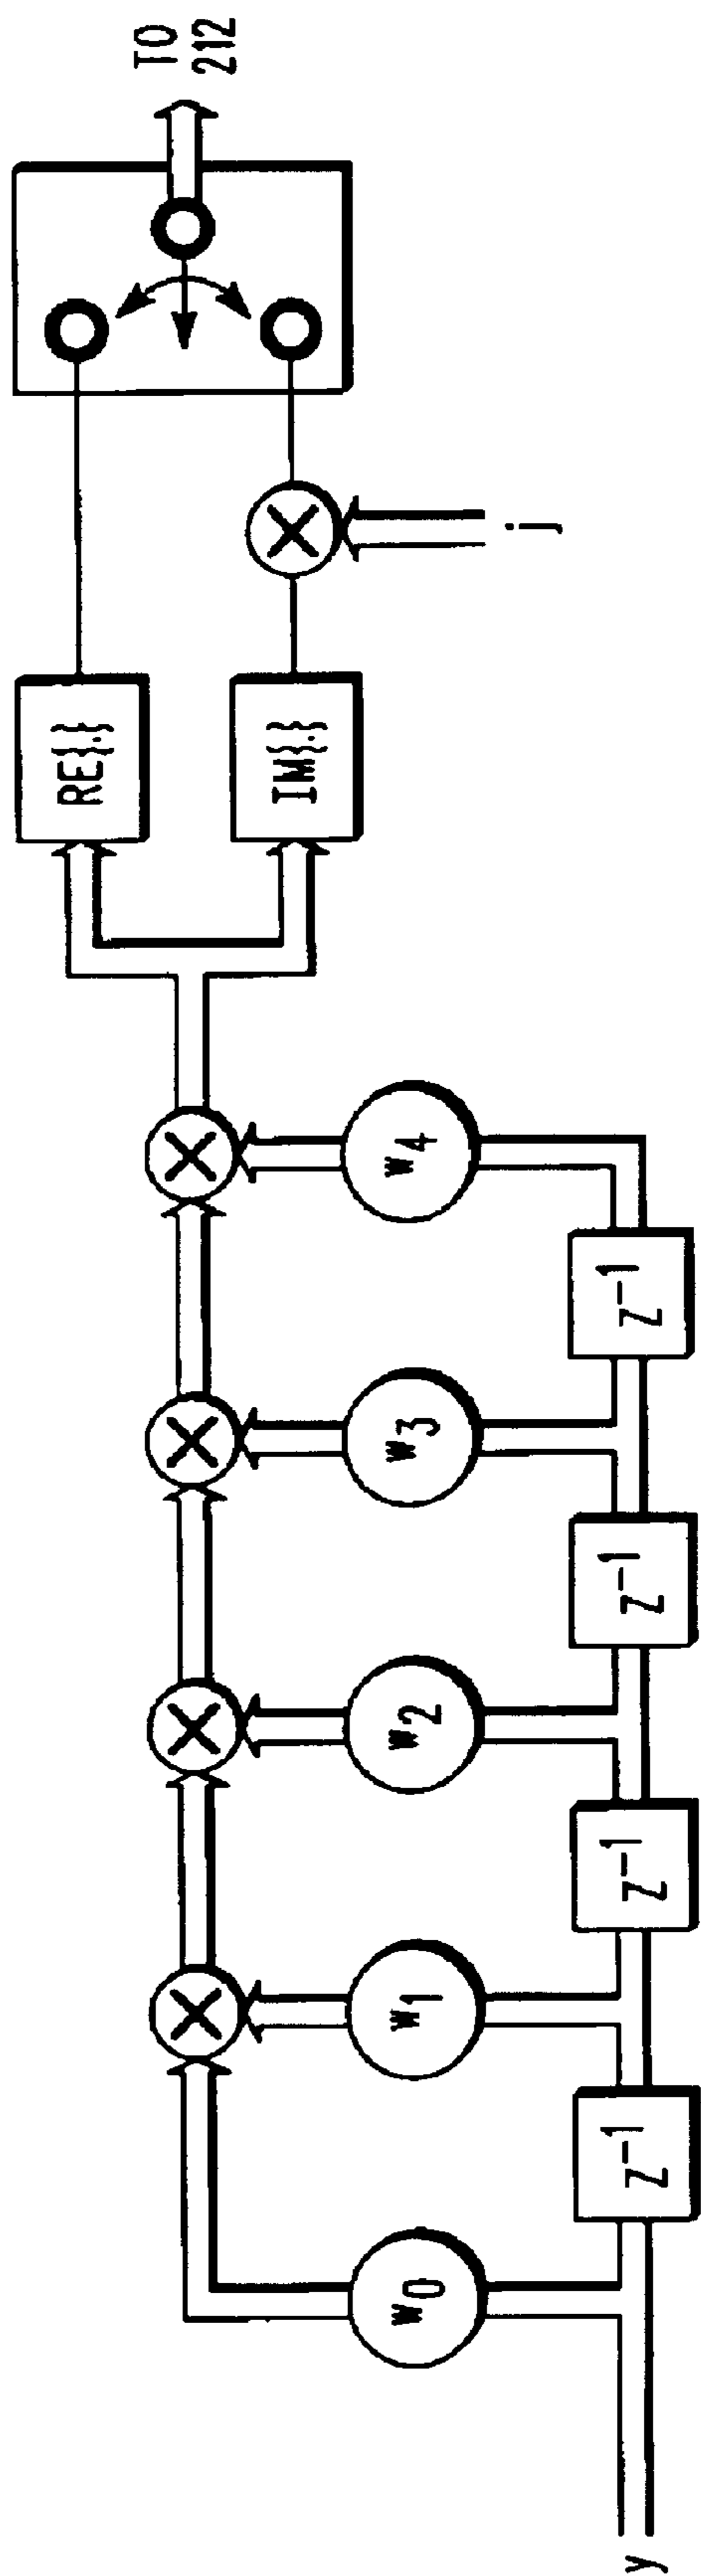 y
z⁻¹
z⁻¹
z⁻¹
z⁻¹
w₀
w₁
w₂
w₃
w₄
RE{.}
IM{.}
j
TO
212